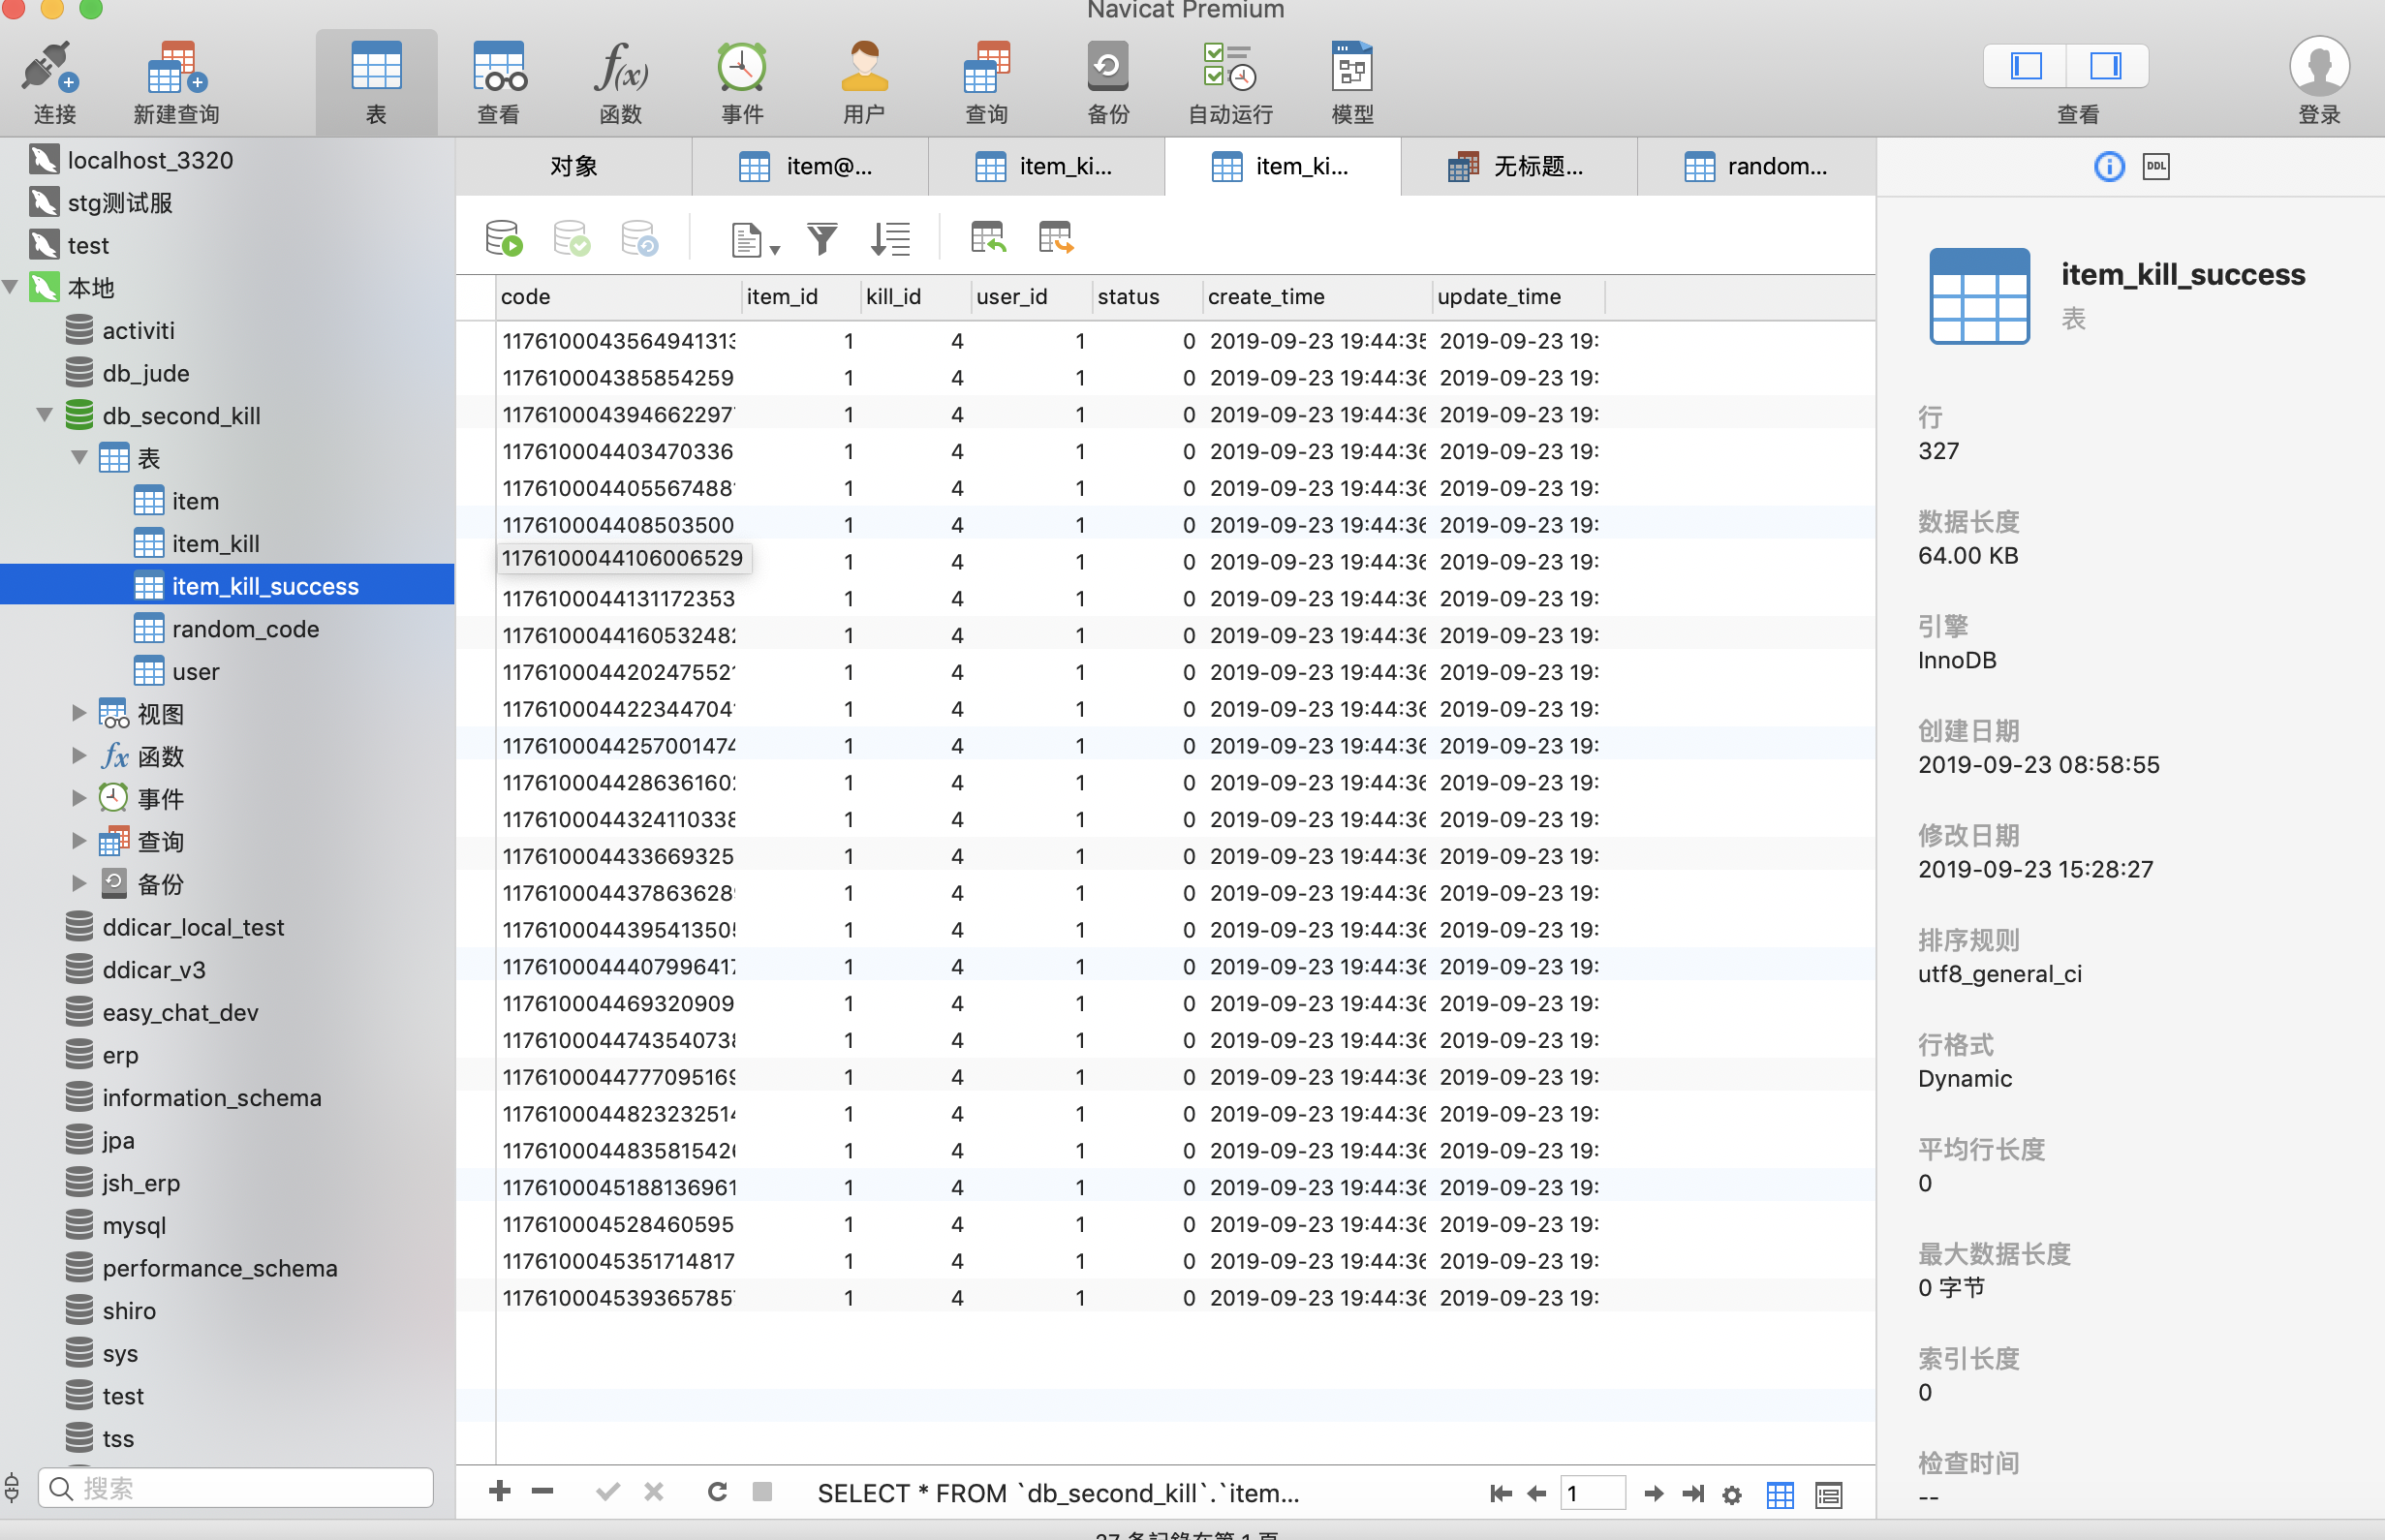 Navicat Premium
连接
新建查询
表
查看
函数
事件
用户
查询
备份
自动运行
模型
查看
登录
localhost_3320
stg测试服
test
本地
activiti
db_jude
db_second_kill
表
item
item_kill
item_kill_success
random_code
user
视图
函数
事件
查询
备份
ddicar_local_test
ddicar_v3
easy_chat_dev
erp
information_schema
jpa
jsh_erp
mysql
performance_schema
shiro
sys
test
tss
搜索
对象 item@... item_ki... item_ki... 无标题... random...
code item_id kill_id user_id status create_time update_time
1176100043564941313 1 4 1 0 2019-09-23 19:44:35 2019-09-23 19:
117610004385854259 1 4 1 0 2019-09-23 19:44:36 2019-09-23 19:
117610004394662297 1 4 1 0 2019-09-23 19:44:36 2019-09-23 19:
117610004403470336 1 4 1 0 2019-09-23 19:44:36 2019-09-23 19:
117610004405567488 1 4 1 0 2019-09-23 19:44:36 2019-09-23 19:
117610004408503500 1 4 1 0 2019-09-23 19:44:36 2019-09-23 19:
1176100044106006529 1 4 1 0 2019-09-23 19:44:36 2019-09-23 19:
1176100044131172353 1 4 1 0 2019-09-23 19:44:36 2019-09-23 19:
1176100044160532482 1 4 1 0 2019-09-23 19:44:36 2019-09-23 19:
1176100044202475521 1 4 1 0 2019-09-23 19:44:36 2019-09-23 19:
117610004422344704 1 4 1 0 2019-09-23 19:44:36 2019-09-23 19:
1176100044257001474 1 4 1 0 2019-09-23 19:44:36 2019-09-23 19:
117610004428636160 1 4 1 0 2019-09-23 19:44:36 2019-09-23 19:
1176100044324110338 1 4 1 0 2019-09-23 19:44:36 2019-09-23 19:
117610004433669325 1 4 1 0 2019-09-23 19:44:36 2019-09-23 19:
117610004437863628 1 4 1 0 2019-09-23 19:44:36 2019-09-23 19:
1176100044395413505 1 4 1 0 2019-09-23 19:44:36 2019-09-23 19:
1176100044407996417 1 4 1 0 2019-09-23 19:44:36 2019-09-23 19:
117610004469320909 1 4 1 0 2019-09-23 19:44:36 2019-09-23 19:
1176100044743540738 1 4 1 0 2019-09-23 19:44:36 2019-09-23 19:
1176100044777095169 1 4 1 0 2019-09-23 19:44:36 2019-09-23 19:
1176100044823232514 1 4 1 0 2019-09-23 19:44:36 2019-09-23 19:
1176100044835815426 1 4 1 0 2019-09-23 19:44:36 2019-09-23 19:
1176100045188136961 1 4 1 0 2019-09-23 19:44:36 2019-09-23 19:
117610004528460595 1 4 1 0 2019-09-23 19:44:36 2019-09-23 19:
1176100045351714817 1 4 1 0 2019-09-23 19:44:36 2019-09-23 19:
117610004539365785 1 4 1 0 2019-09-23 19:44:36 2019-09-23 19:
SELECT * FROM `db_second_kill`.`item...
1
27 条記錄在第 1 頁
DDL
item_kill_success
表
行
327
数据长度
64.00 KB
引擎
InnoDB
创建日期
2019-09-23 08:58:55
修改日期
2019-09-23 15:28:27
排序规则
utf8_general_ci
行格式
Dynamic
平均行长度
0
最大数据长度
0 字节
索引长度
0
检查时间
--